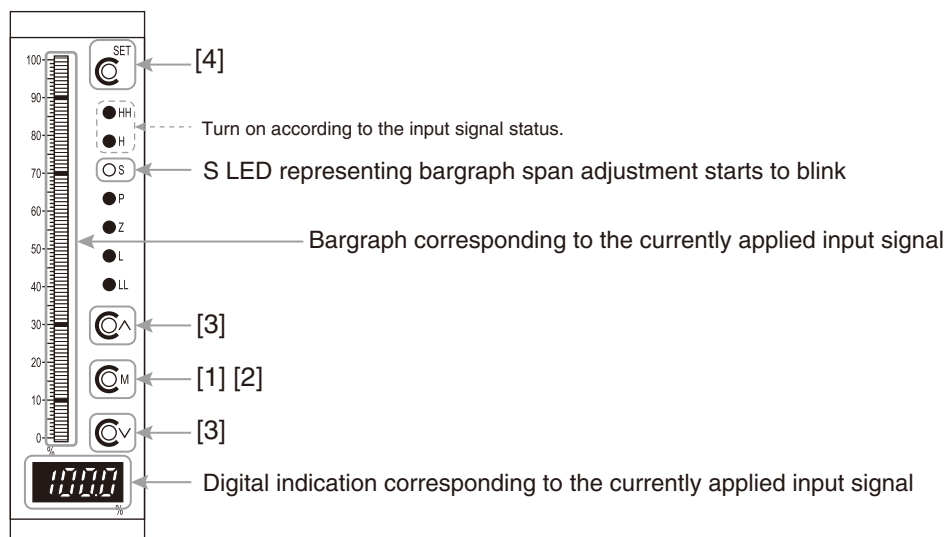 SET
[4]
100
90
HH
Turn on according to the input signal status.
80
H
70
S
S LED representing bargraph span adjustment starts to blink
P
60
Z
50
Bargraph corresponding to the currently applied input signal
L
40
LL
30
[3]
20
M
[1] [2]
10
[3]
0
%
100.0
Digital indication corresponding to the currently applied input signal
%